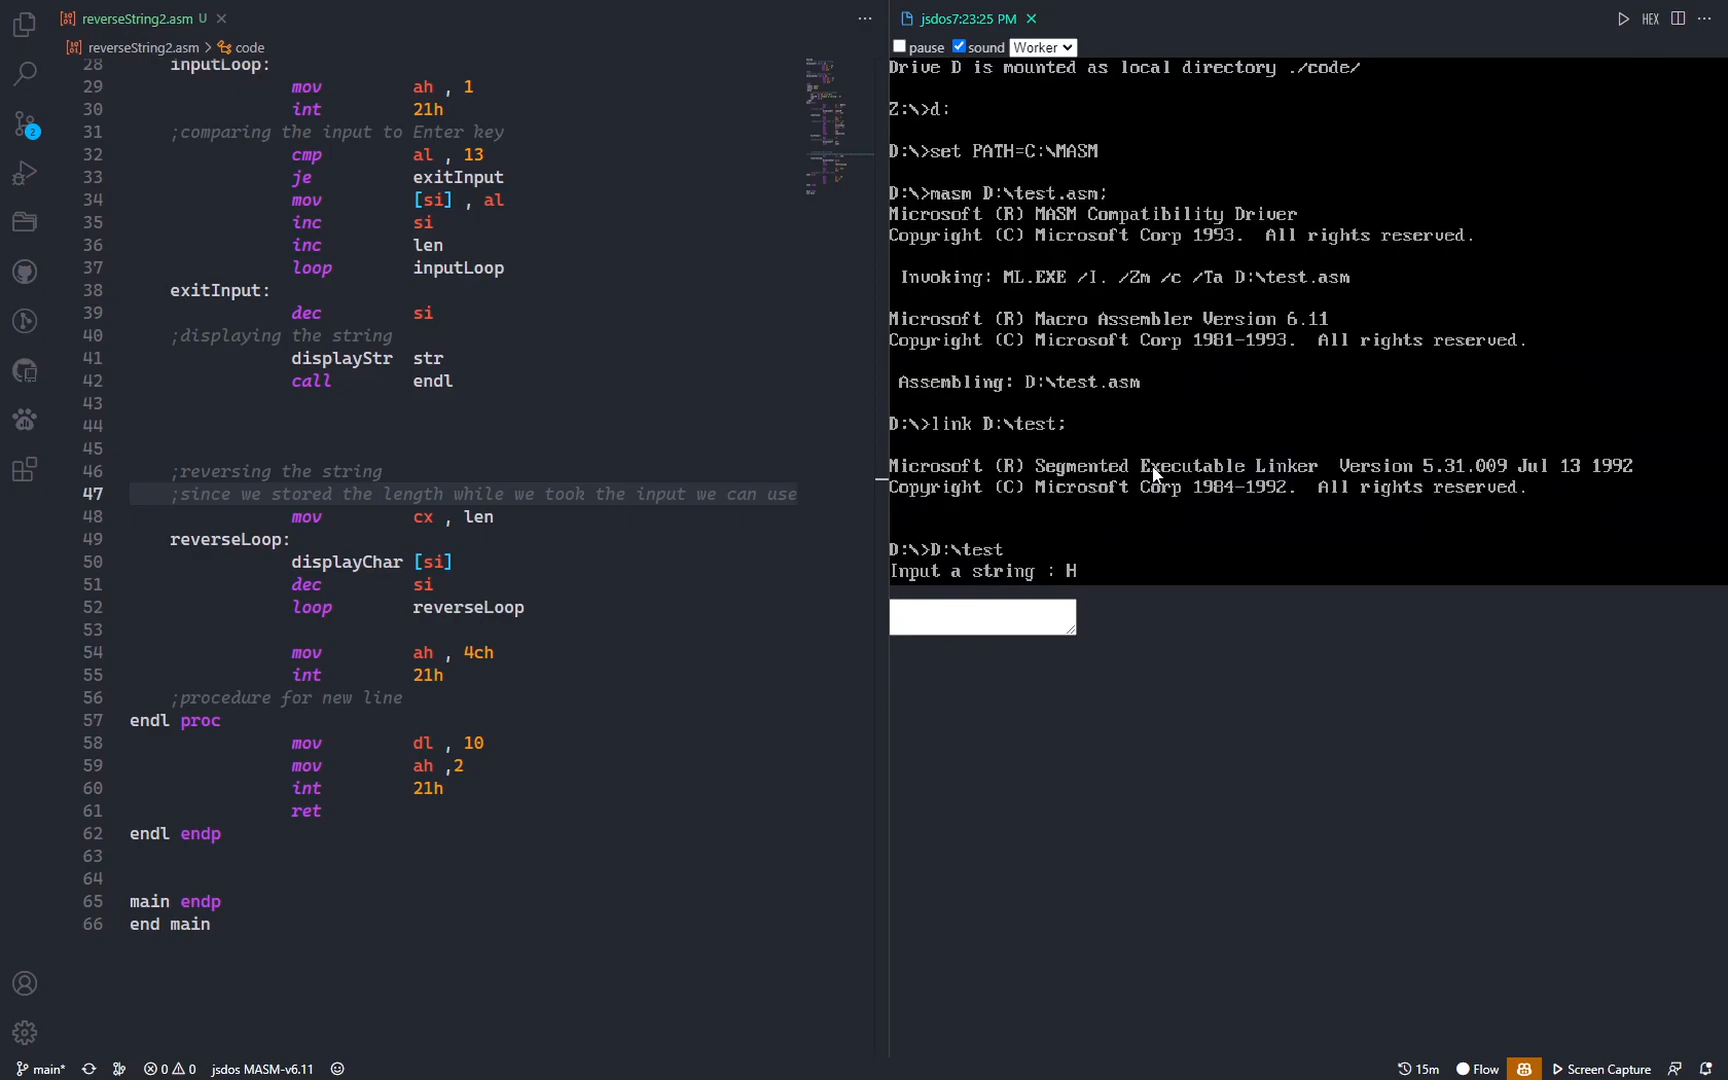 reverseString2.asm U
reverseString2.asm > code
28 inputLoop:
29 mov ah , 1
30 int 21h
31 ;comparing the input to Enter key
32 cmp al , 13
33 je exitInput
34 mov [si] , al
35 inc si
36 inc len
37 loop inputLoop
38 exitInput:
39 dec si
40 ;displaying the string
41 displayStr str
42 call endl
43
44
45
46 ;reversing the string
47 ;since we stored the length while we took the input we can use
48 mov cx , len
49 reverseLoop:
50 displayChar [si]
51 dec si
52 loop reverseLoop
53
54 mov ah , 4ch
55 int 21h
56 ;procedure for new line
57 endl proc
58 mov dl , 10
59 mov ah ,2
60 int 21h
61 ret
62 endl endp
63
64
65 main endp
66 end main
2
jsdos7:23:25 PM
HEX
pause sound Worker
Drive D is mounted as local directory ./code/
Z:\>d:
D:\>set PATH=C:\MASM
D:\>masm D:\test.asm;
Microsoft (R) MASM Compatibility Driver
Copyright (C) Microsoft Corp 1993. All rights reserved.
Invoking: ML.EXE /I. /Zm /c /Ta D:\test.asm
Microsoft (R) Macro Assembler Version 6.11
Copyright (C) Microsoft Corp 1981-1993. All rights reserved.
Assembling: D:\test.asm
D:\>link D:\test;
Microsoft (R) Segmented Executable Linker Version 5.31.009 Jul 13 1992
Copyright (C) Microsoft Corp 1984-1992. All rights reserved.
D:\>D:\test
Input a string : H
main* 0 0 jsdos MASM-v6.11 15m Flow Screen Capture